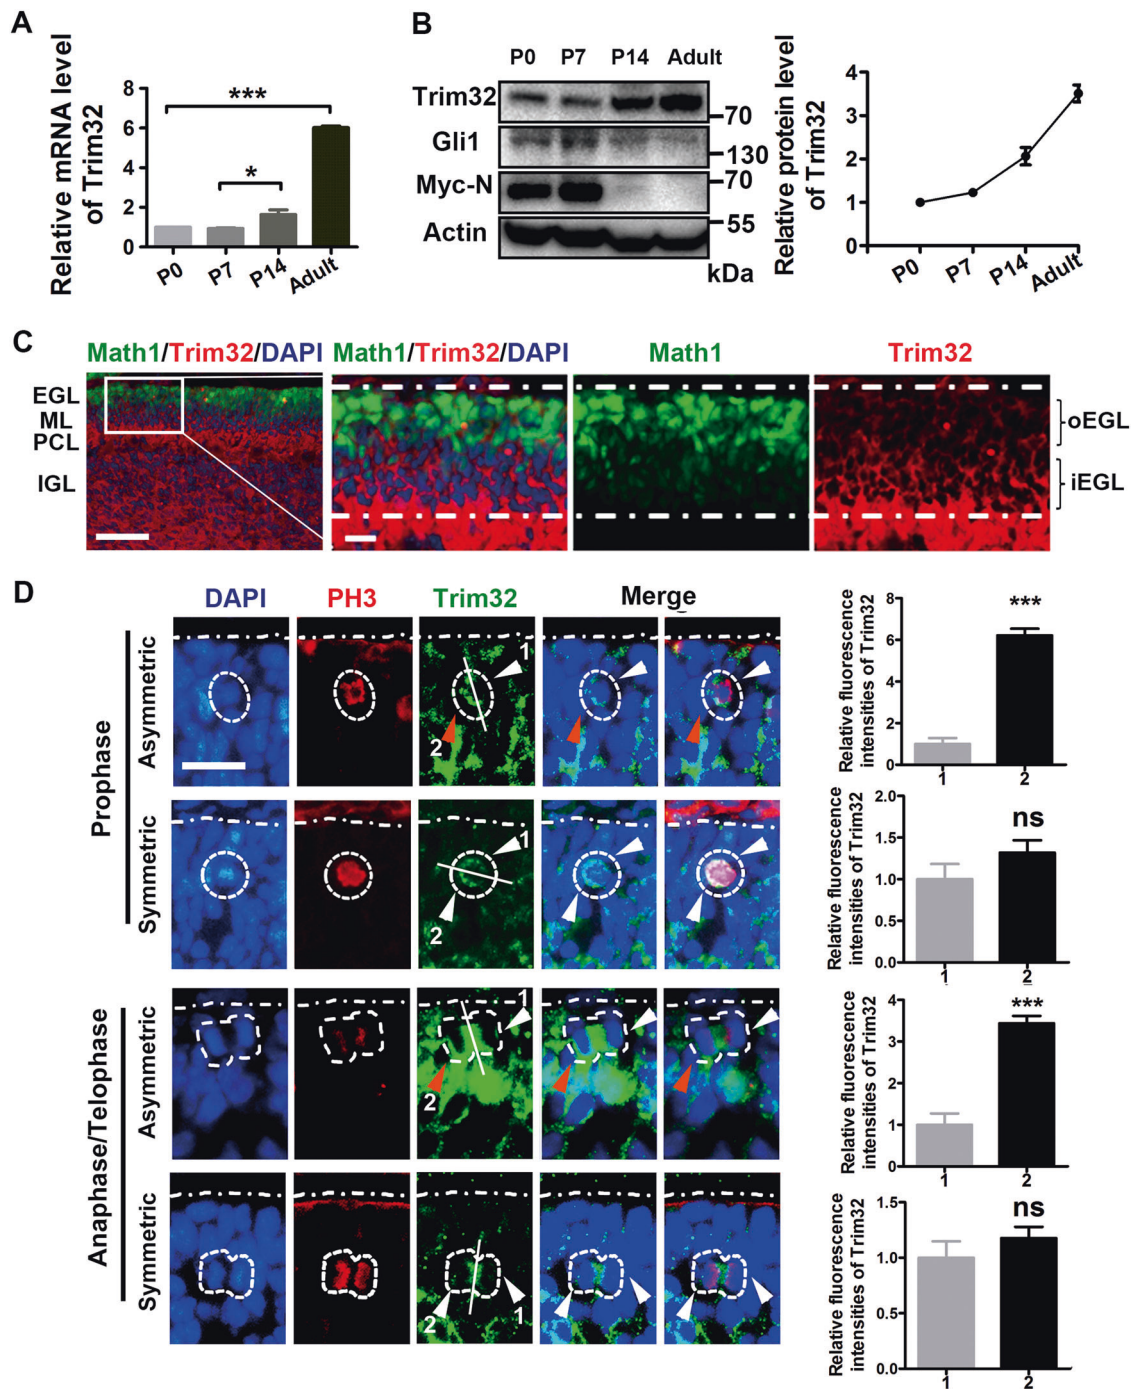 A
Relative mRNA level
of Trim32
8
6
4
2
0
***
*
P0
P7
P14
Adult
B
P0 P7 P14 Adult
Trim32
Gli1
Myc-N
Actin
70
130
70
55
kDa
Relative protein level
of Trim32
4
3
2
1
0
P0
P7
P14
Adult
C
Math1/Trim32/DAPI
Math1/Trim32/DAPI
Math1
Trim32
EGL
ML
PCL
IGL
oEGL
iEGL
D
DAPI
PH3
Trim32
Merge
Prophase
Asymmetric
1
2
Relative fluorescence
intensities of Trim32
8
6
4
2
0
***
1
2
Symmetric
1
2
Relative fluorescence
intensities of Trim32
2.0
1.5
1.0
0.5
0.0
ns
1
2
Anaphase/Telophase
Asymmetric
1
2
Relative fluorescence
intensities of Trim32
4
3
2
1
0
***
1
2
Symmetric
1
2
Relative fluorescence
intensities of Trim32
1.5
1.0
0.5
0.0
ns
1
2